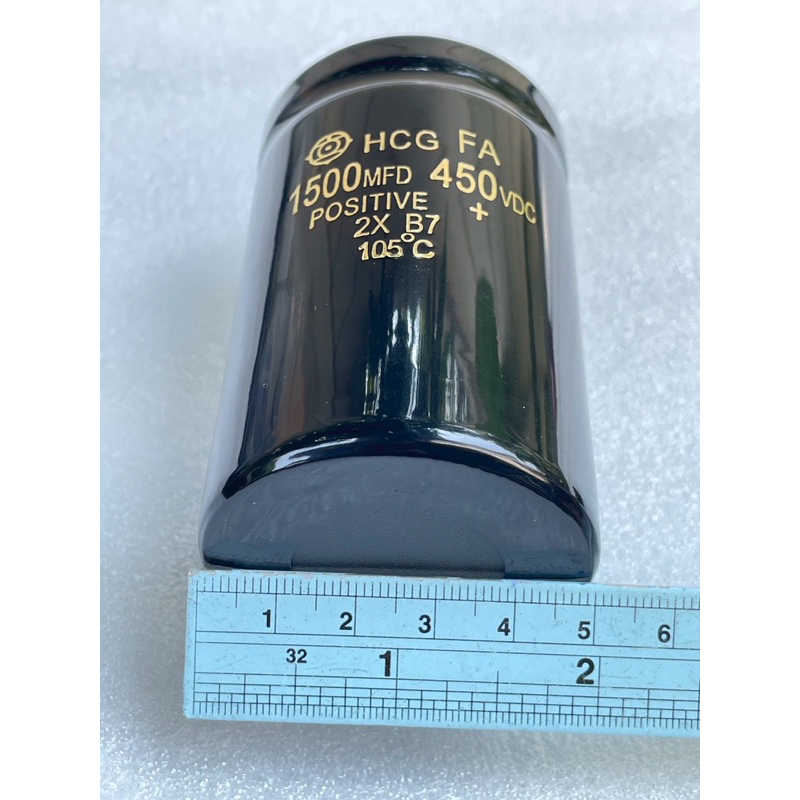 HCG FA
1500MFD 450VDC
POSITIVE +
2X B7
105°C
1 2 3 4 5 6
32 1 2